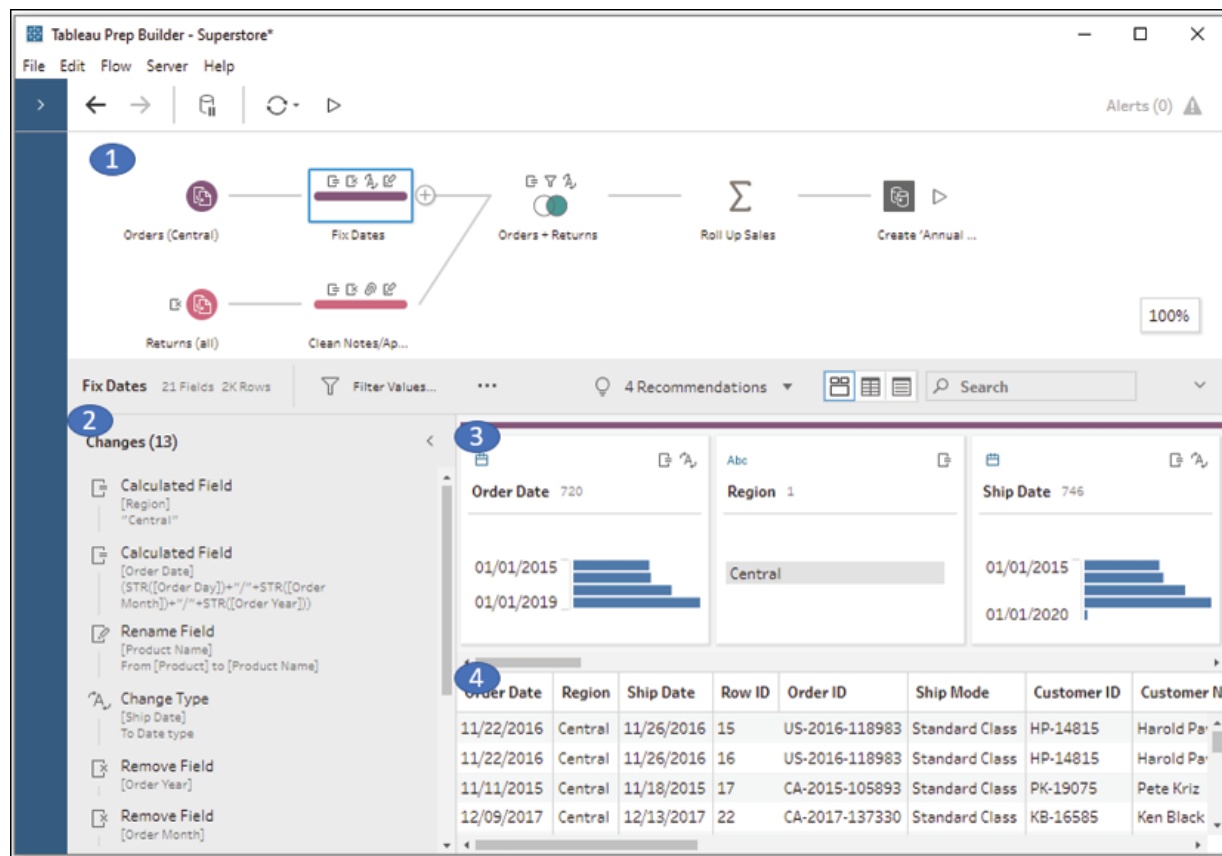 Tableau Prep Builder - Superstore*
File Edit Flow Server Help
Alerts (0)
1
Orders (Central)
Fix Dates
Orders + Returns
Roll Up Sales
Create 'Annual ...
Returns (all)
Clean Notes/Ap...
100%
Fix Dates 21 Fields 2K Rows
Filter Values...
4 Recommendations
Search
2
Changes (13)
Calculated Field
[Region]
"Central"
Calculated Field
[Order Date]
(STR([Order Day])+"/"+STR([Order
Month])+"/"+STR([Order Year]))
Rename Field
[Product Name]
From [Product] to [Product Name]
Change Type
[Ship Date]
To Date type
Remove Field
[Order Year]
Remove Field
[Order Month]
3
Order Date 720
01/01/2015
01/01/2019
Abc
Region 1
Central
Ship Date 746
01/01/2015
01/01/2020
4
Order Date Region Ship Date Row ID Order ID Ship Mode Customer ID Customer N
11/22/2016 Central 11/26/2016 15 US-2016-118983 Standard Class HP-14815 Harold Pa
11/22/2016 Central 11/26/2016 16 US-2016-118983 Standard Class HP-14815 Harold Pa
11/11/2015 Central 11/18/2015 17 CA-2015-105893 Standard Class PK-19075 Pete Kriz
12/09/2017 Central 12/13/2017 22 CA-2017-137330 Standard Class KB-16585 Ken Black